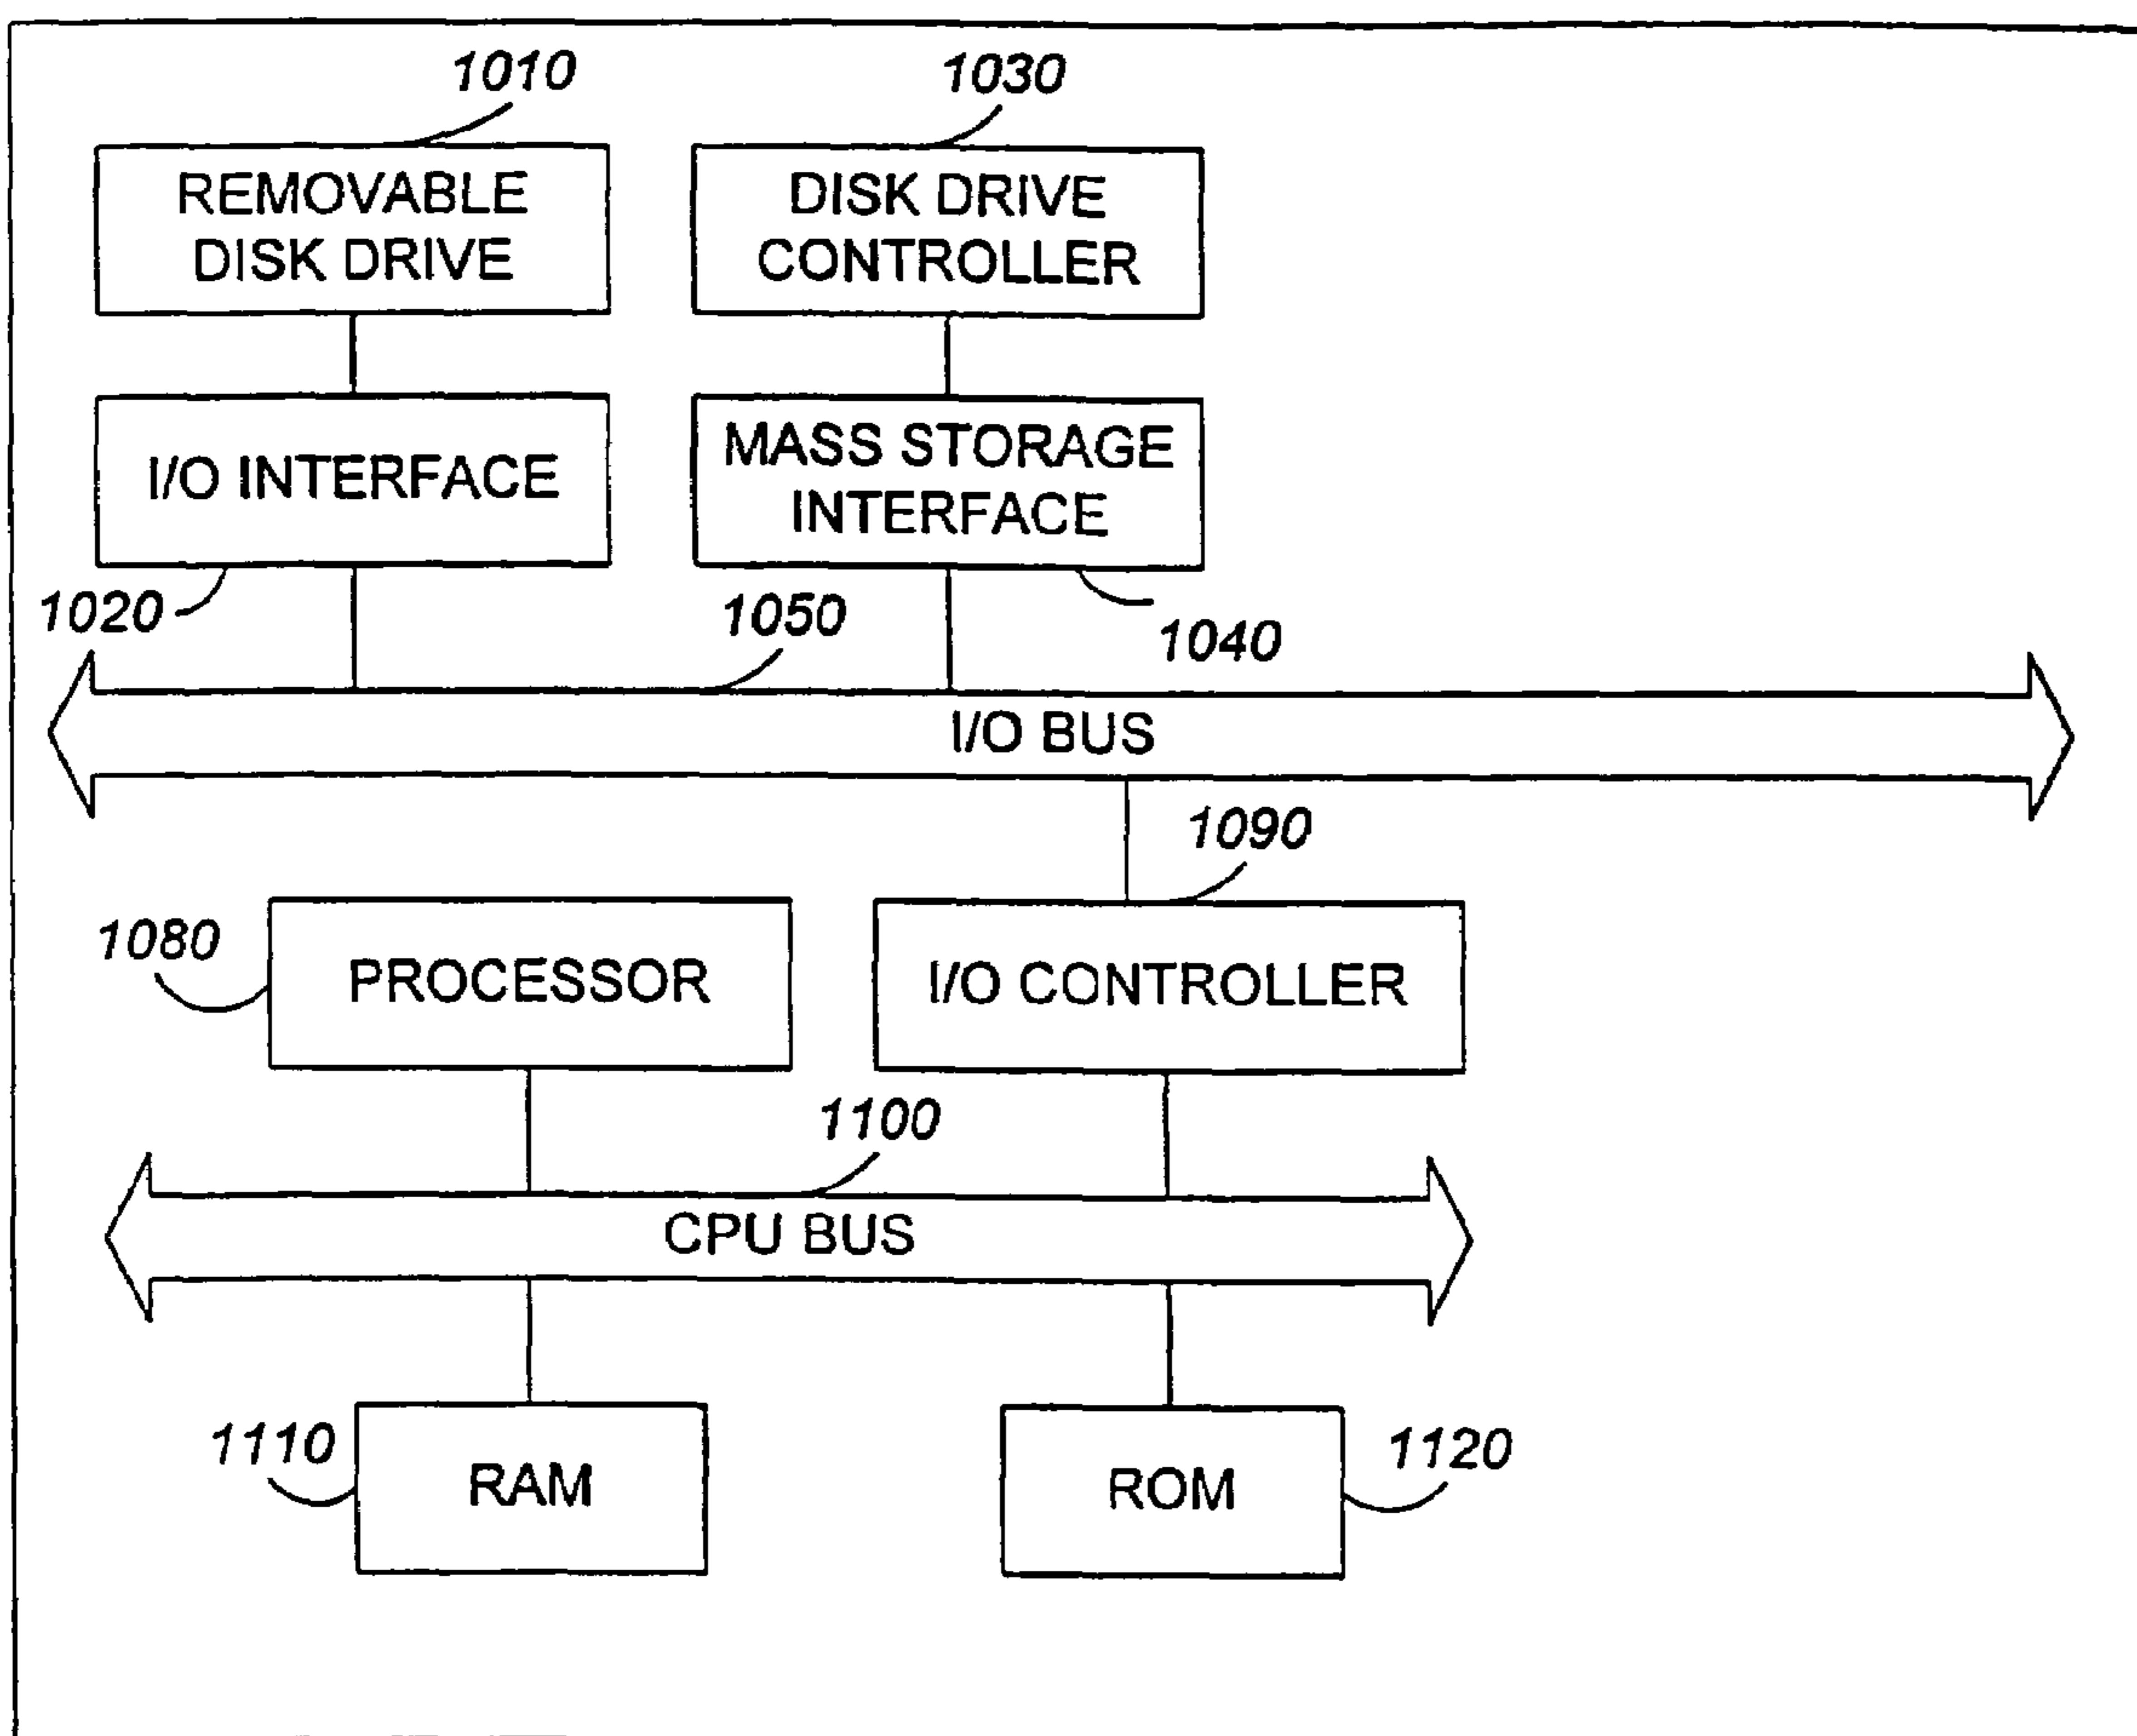 1010
1030
REMOVABLE
DISK DRIVE
DISK DRIVE
CONTROLLER
I/O INTERFACE
MASS STORAGE
INTERFACE
1020
1050
1040
I/O BUS
1090
1080
PROCESSOR
I/O CONTROLLER
1100
CPU BUS
1110
RAM
ROM
1120